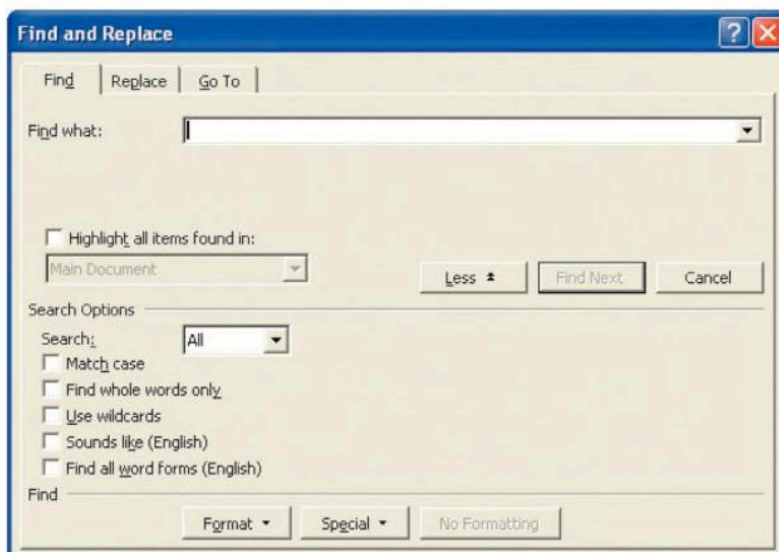 Find and Replace
Find Replace Go To
Find what:
Highlight all items found in:
Main Document
Less Find Next Cancel
Search Options
Search: All
Match case
Find whole words only
Use wildcards
Sounds like (English)
Find all word forms (English)
Find
Format Special No Formatting